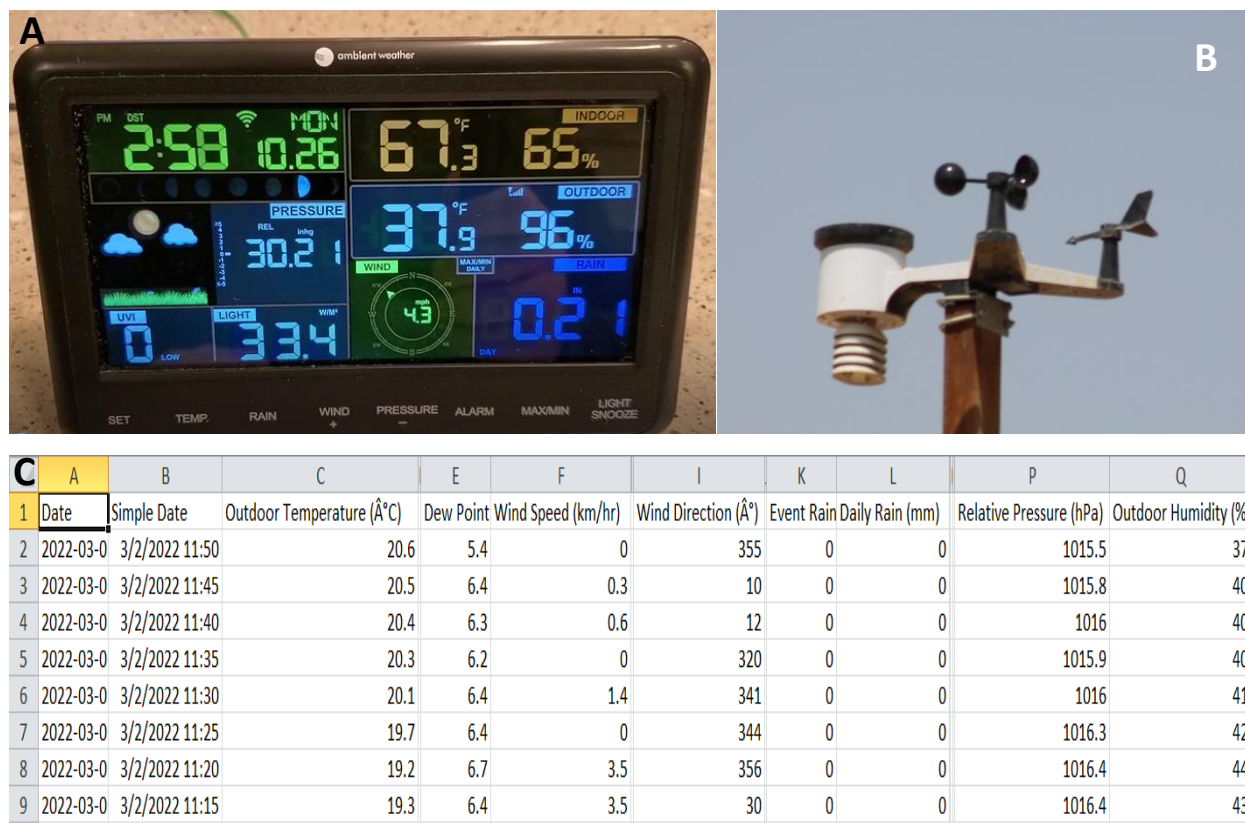 A
ambient weather
B
PM DST MON
2:58 10.26
INDOOR
67.3 °F 65%
OUTDOOR
37.9 °F 96%
PRESSURE
REL inhg
30.21
WIND
MAX/MIN DAILY
RAIN
N
mph
4.3
S
IN
0.21
DAY
UVI
0 LOW
LIGHT W/M²
33.4
SET TEMP. RAIN WIND + PRESSURE – ALARM MAX/MIN LIGHT SNOOZE
C A B C E F I K L P Q
1 Date Simple Date Outdoor Temperature (Â°C) Dew Point Wind Speed (km/hr) Wind Direction (Â°) Event Rain Daily Rain (mm) Relative Pressure (hPa) Outdoor Humidity (%
2 2022-03-0 3/2/2022 11:50 20.6 5.4 0 355 0 0 1015.5 37
3 2022-03-0 3/2/2022 11:45 20.5 6.4 0.3 10 0 0 1015.8 40
4 2022-03-0 3/2/2022 11:40 20.4 6.3 0.6 12 0 0 1016 40
5 2022-03-0 3/2/2022 11:35 20.3 6.2 0 320 0 0 1015.9 40
6 2022-03-0 3/2/2022 11:30 20.1 6.4 1.4 341 0 0 1016 41
7 2022-03-0 3/2/2022 11:25 19.7 6.4 0 344 0 0 1016.3 42
8 2022-03-0 3/2/2022 11:20 19.2 6.7 3.5 356 0 0 1016.4 44
9 2022-03-0 3/2/2022 11:15 19.3 6.4 3.5 30 0 0 1016.4 43